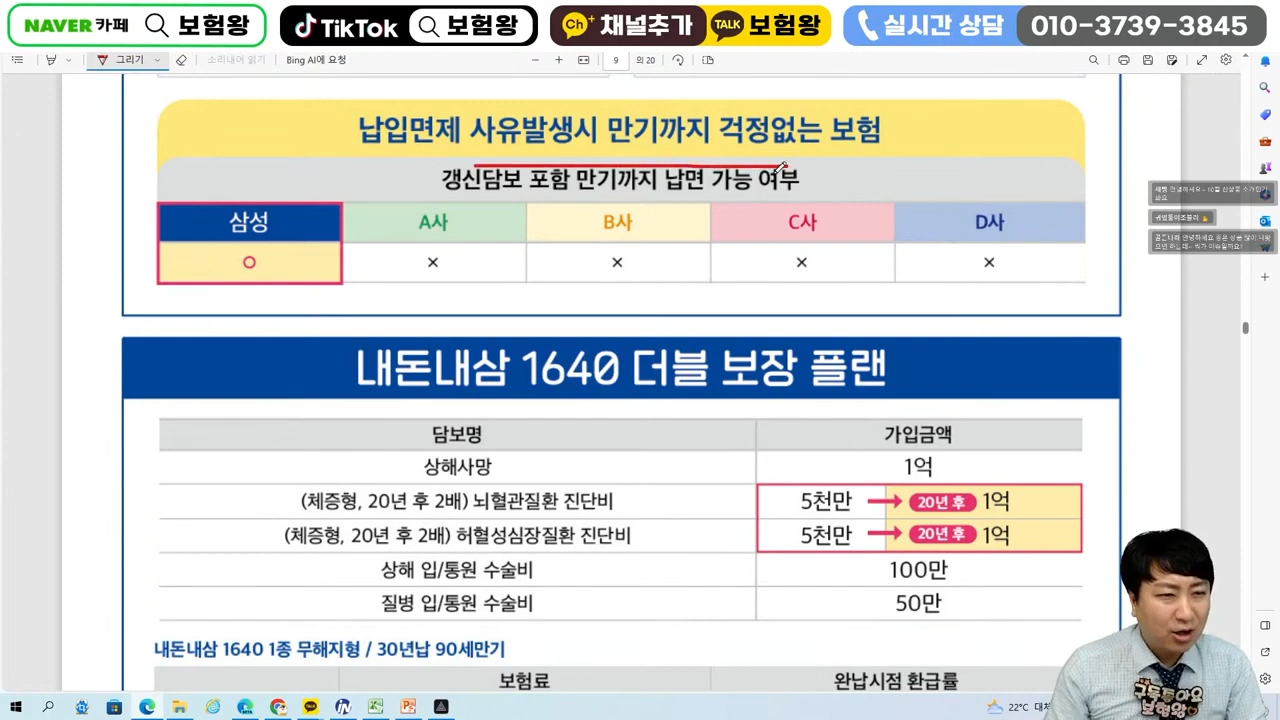 NAVER 카페 보험왕 TikTok 보험왕 Ch+ 채널추가 TALK 보험왕 실시간 상담 010-3739-3845
그리기 소리내어 읽기 Bing AI에 요청 9 의 20
납입면제 사유발생시 만기까지 걱정없는 보험
갱신담보 포함 만기까지 납면 가능 여부
삼성 A사 B사 C사 D사
○ × × × ×
내돈내삼 1640 더블 보장 플랜
담보명 가입금액
상해사망 1억
(체증형, 20년 후 2배) 뇌혈관질환 진단비 5천만 20년 후 1억
(체증형, 20년 후 2배) 허혈성심장질환 진단비 5천만 20년 후 1억
상해 입/통원 수술비 100만
질병 입/통원 수술비 50만
내돈내삼 1640 1종 무해지형 / 30년납 90세만기
보험료 완납시점 환급률
구독좋아요
보험왕
22°C